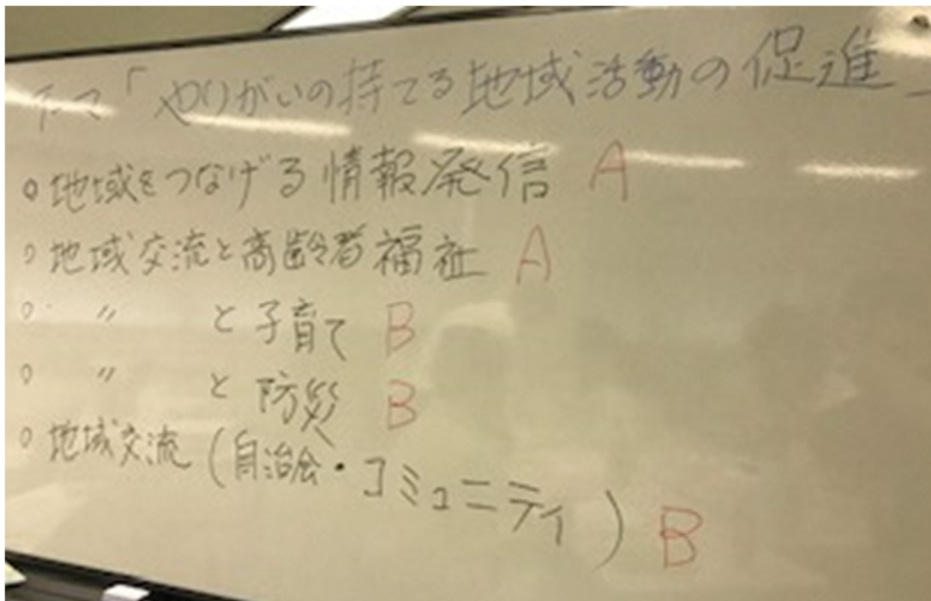 テーマ「やりがいの持てる地域活動の促進」
○地域をつなげる情報発信 A
○地域交流と高齢者福祉 A
○ 〃 と子育て B
○ 〃 と防災 B
○地域交流(自治会・コミュニティ) B